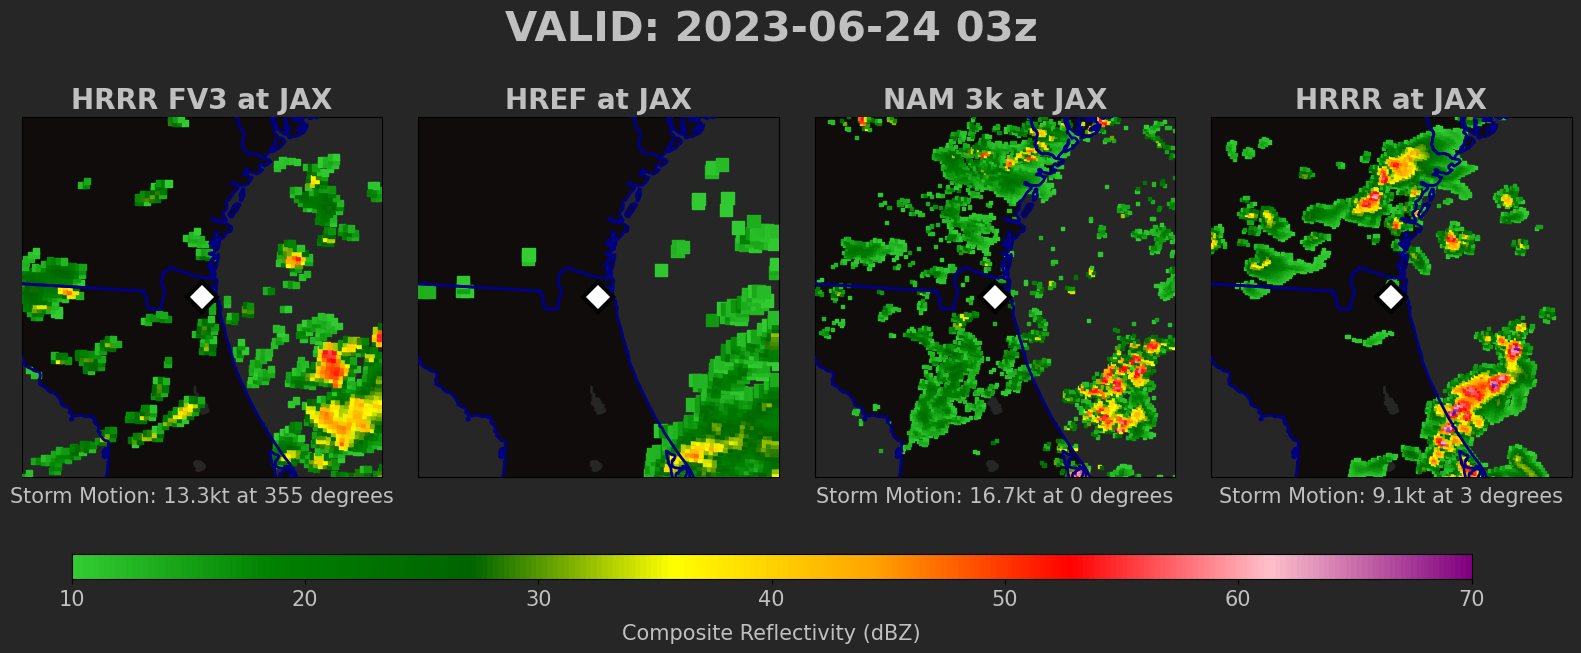 VALID: 2023-06-24 03z
HRRR FV3 at JAX
HREF at JAX
NAM 3k at JAX
HRRR at JAX
Storm Motion: 13.3kt at 355 degrees
Storm Motion: 16.7kt at 0 degrees
Storm Motion: 9.1kt at 3 degrees
10 20 30 40 50 60 70
Composite Reflectivity (dBZ)